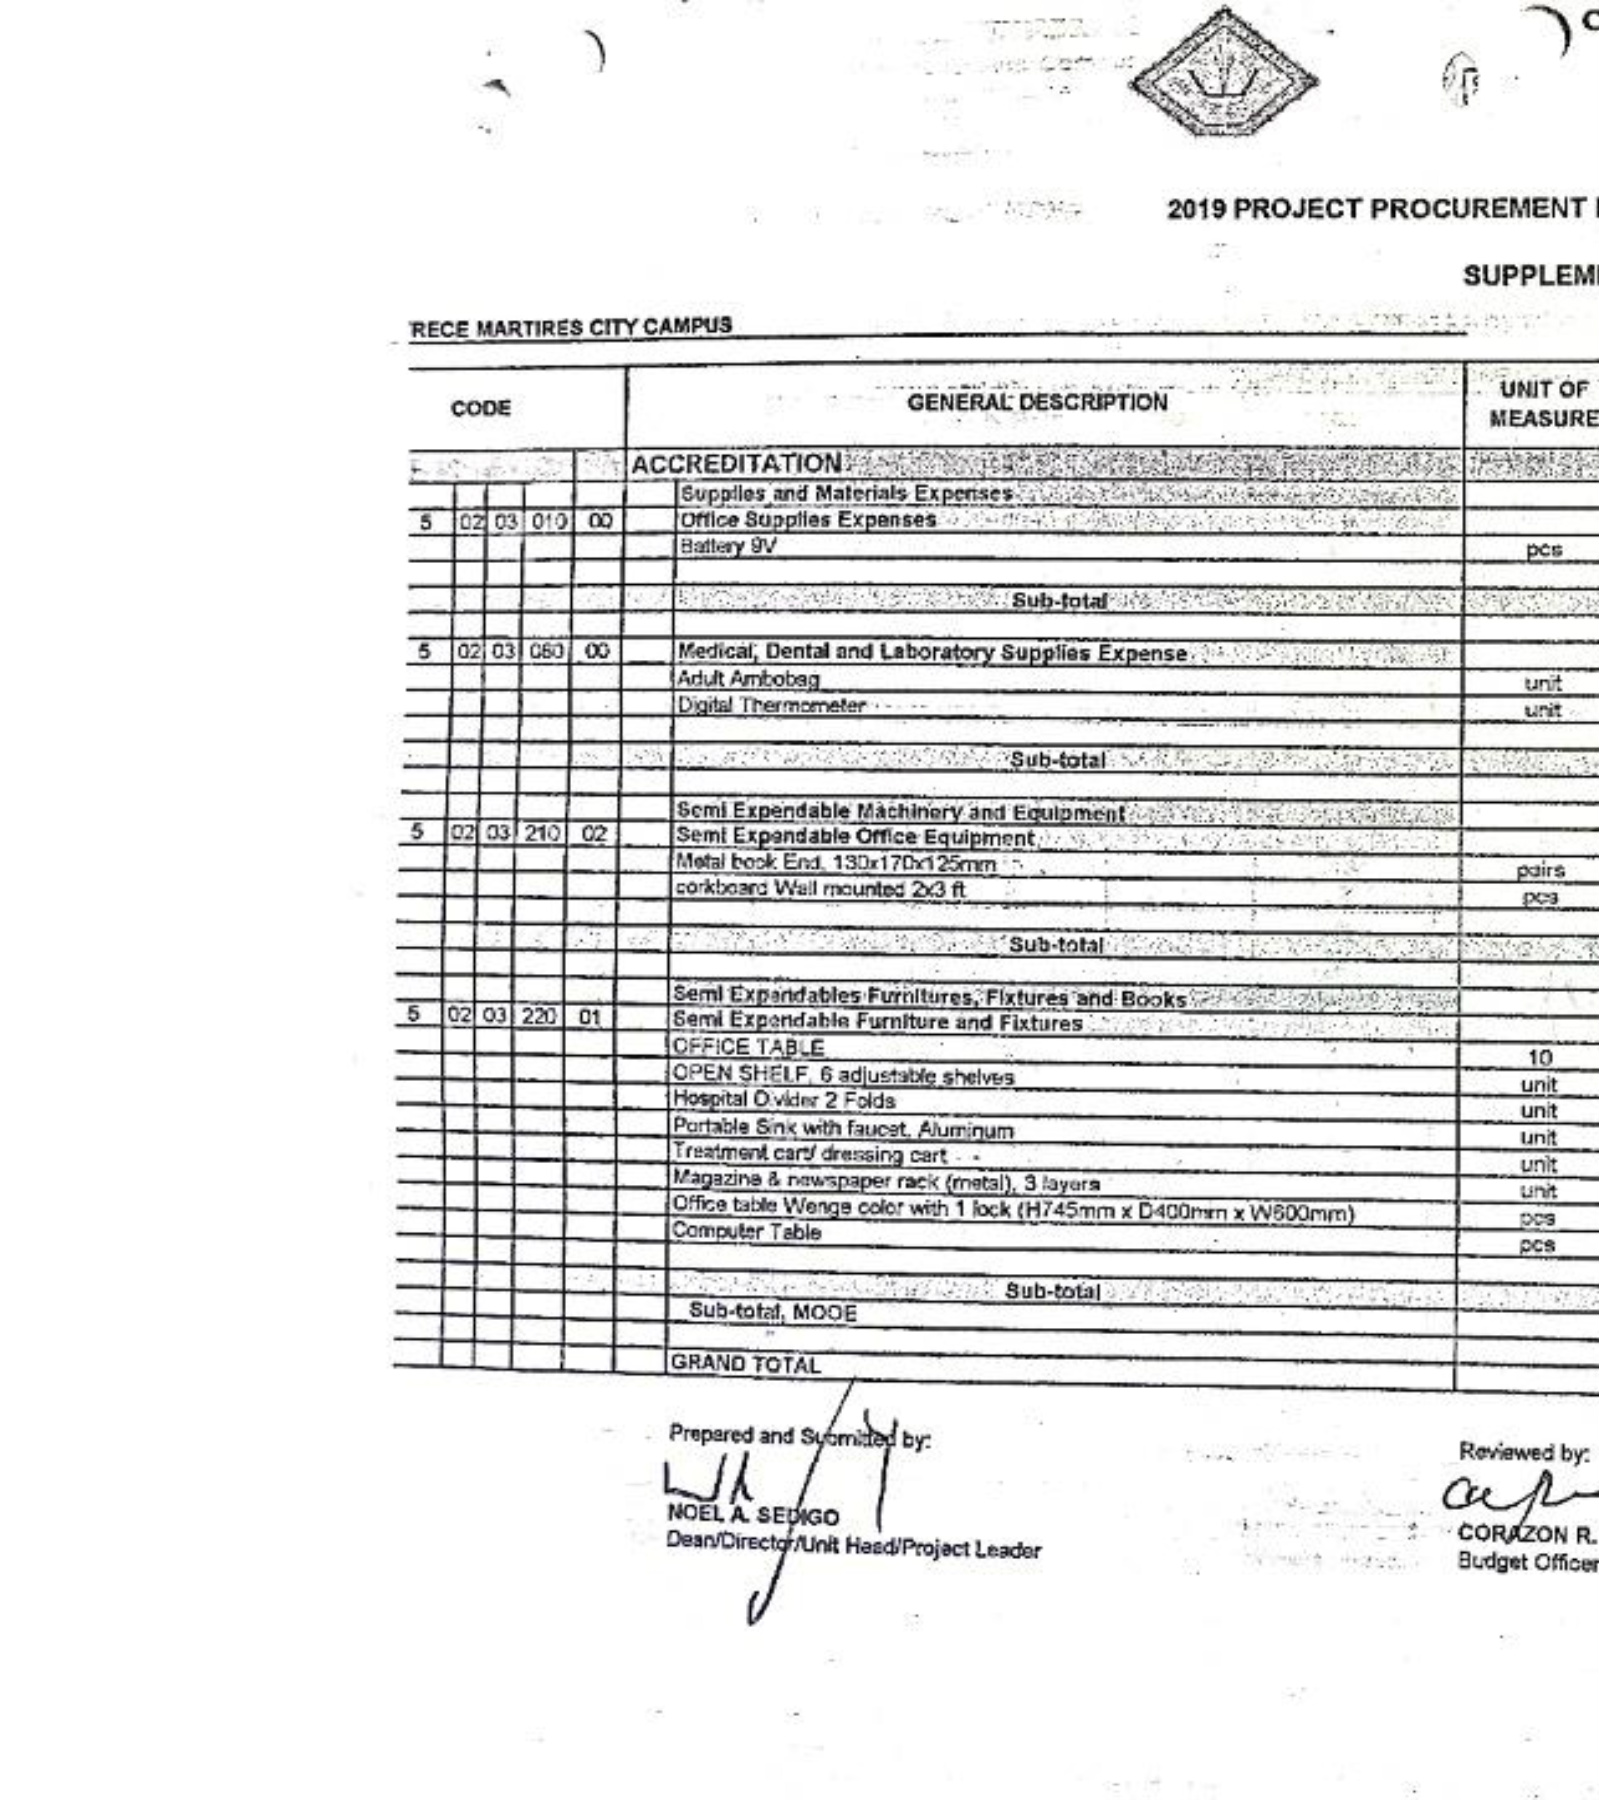 2019 PROJECT PROCUREMENT
SUPPLEM
RECE MARTIRES CITY CAMPUS
CODE GENERAL DESCRIPTION UNIT OF MEASURE
ACCREDITATION
Supplies and Materials Expenses
5 02 03 010 00 Office Supplies Expenses
Battery 9V pcs
Sub-total
5 02 03 080 00 Medical, Dental and Laboratory Supplies Expense
Adult Ambobag unit
Digital Thermometer unit
Sub-total
Semi Expendable Machinery and Equipment
5 02 03 210 02 Semi Expendable Office Equipment
Metal book End, 130x170x125mm pairs
corkboard Wall mounted 2x3 ft pcs
Sub-total
Semi Expendables Furnitures, Fixtures and Books
5 02 03 220 01 Semi Expendable Furniture and Fixtures
OFFICE TABLE 10
OPEN SHELF, 6 adjustable shelves unit
Hospital Divider 2 Folds unit
Portable Sink with faucet, Aluminum unit
Treatment cart/ dressing cart unit
Magazine & newspaper rack (metal), 3 layers unit
Office table Wenge color with 1 lock (H745mm x D400mm x W600mm) pcs
Computer Table pcs
Sub-total
Sub-total, MOOE
GRAND TOTAL
Prepared and Submitted by: Reviewed by:
NOEL A. SEDIGO CORAZON R.
Dean/Director/Unit Head/Project Leader Budget Officer